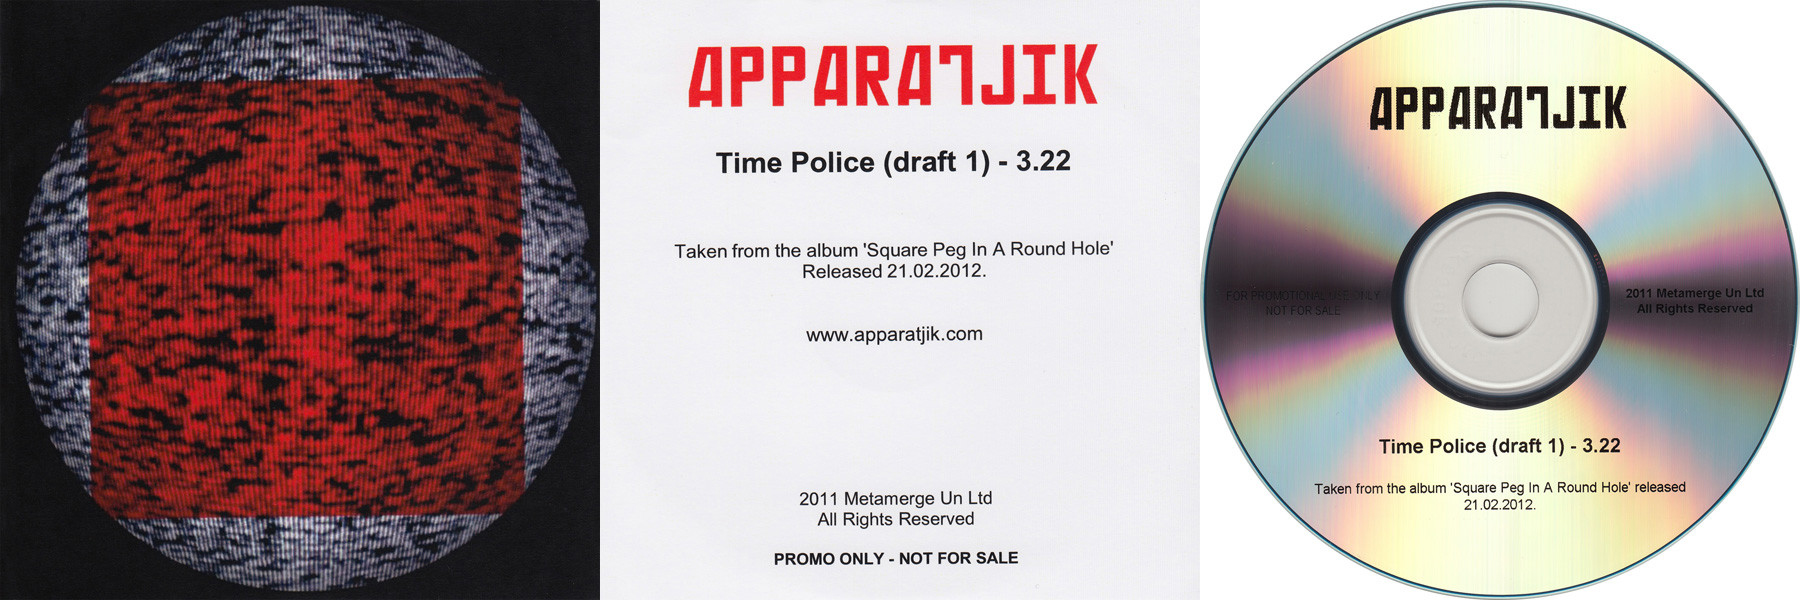 APPARATJIK
Time Police (draft 1) - 3.22
Taken from the album 'Square Peg In A Round Hole'
Released 21.02.2012.
www.apparatjik.com
2011 Metamerge Un Ltd
All Rights Reserved
PROMO ONLY - NOT FOR SALE
APPARATJIK
FOR PROMOTIONAL USE ONLY
NOT FOR SALE
2011 Metamerge Un Ltd
All Rights Reserved
Time Police (draft 1) - 3.22
Taken from the album 'Square Peg In A Round Hole' released
21.02.2012.